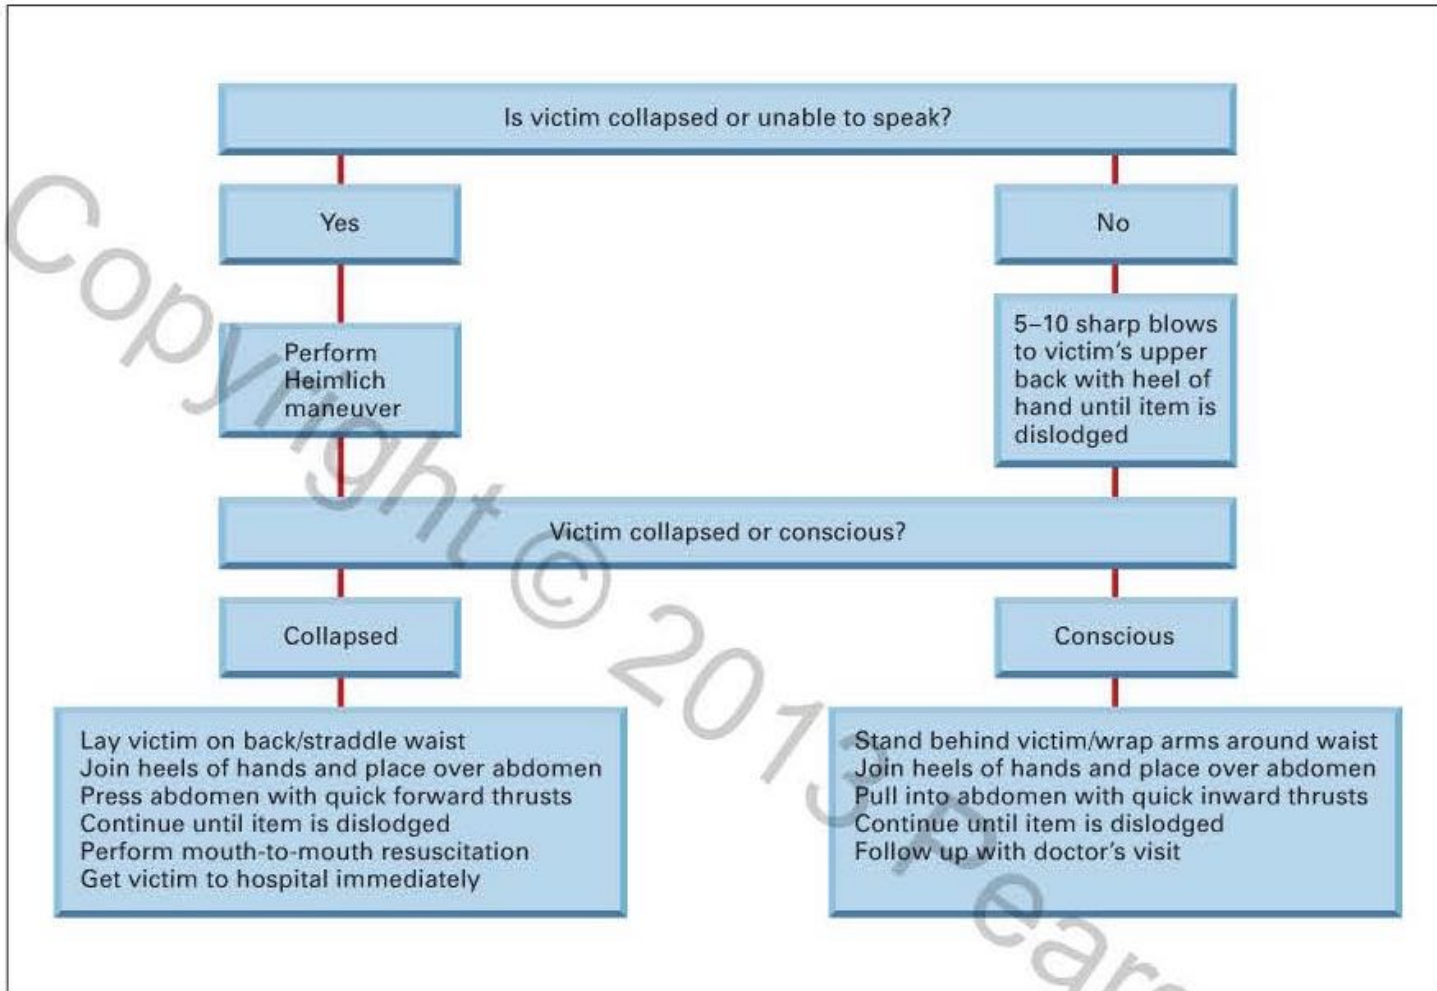 Is victim collapsed or unable to speak?
Yes
No
Perform
Heimlich
maneuver
5–10 sharp blows
to victim's upper
back with heel of
hand until item is
dislodged
Victim collapsed or conscious?
Collapsed
Conscious
Lay victim on back/straddle waist
Join heels of hands and place over abdomen
Press abdomen with quick forward thrusts
Continue until item is dislodged
Perform mouth-to-mouth resuscitation
Get victim to hospital immediately
Stand behind victim/wrap arms around waist
Join heels of hands and place over abdomen
Pull into abdomen with quick inward thrusts
Continue until item is dislodged
Follow up with doctor's visit
Copyright © 2013 Pears